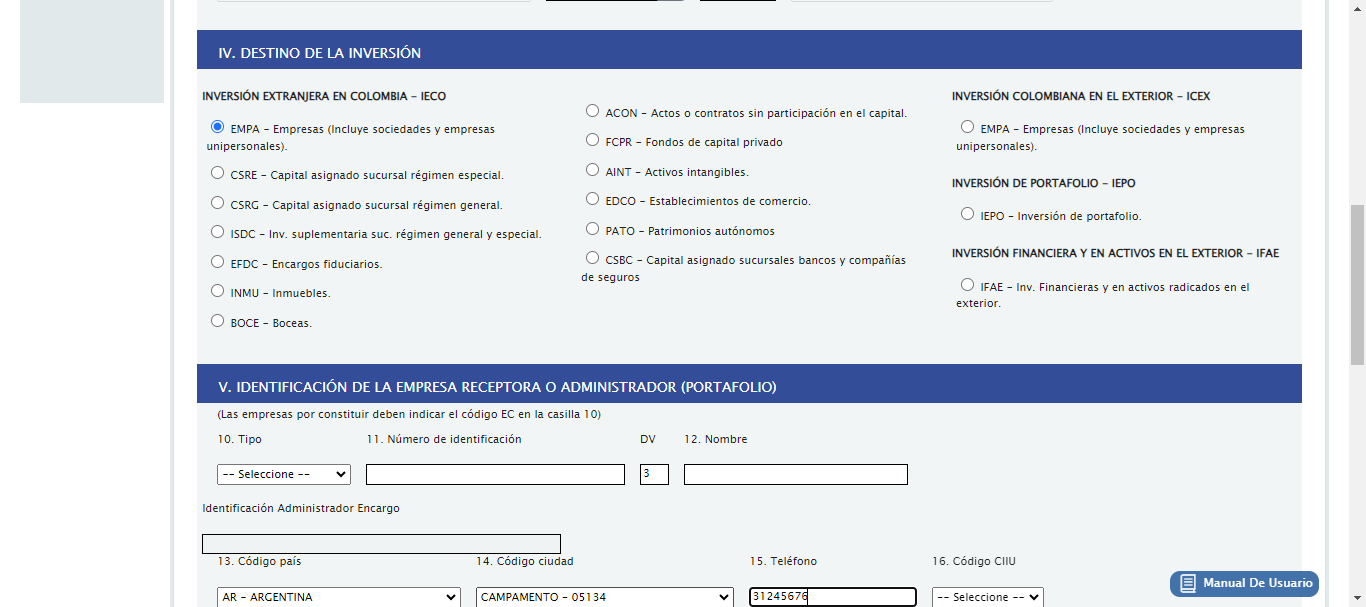 IV. DESTINO DE LA INVERSIÓN
INVERSIÓN EXTRANJERA EN COLOMBIA - IECO
EMPA - Empresas (Incluye sociedades y empresas
unipersonales).
CSRE - Capital asignado sucursal régimen especial.
CSRG - Capital asignado sucursal régimen general.
ISDC - Inv. suplementaria suc. régimen general y especial.
EFDC - Encargos fiduciarios.
INMU - Inmuebles.
BOCE - Boceas.
ACON - Actos o contratos sin participación en el capital.
FCPR - Fondos de capital privado
AINT - Activos intangibles.
EDCO - Establecimientos de comercio.
PATO - Patrimonios autónomos
CSBC - Capital asignado sucursales bancos y compañías
de seguros
INVERSIÓN COLOMBIANA EN EL EXTERIOR - ICEX
EMPA - Empresas (Incluye sociedades y empresas
unipersonales).
INVERSIÓN DE PORTAFOLIO - IEPO
IEPO - Inversión de portafolio.
INVERSIÓN FINANCIERA Y EN ACTIVOS EN EL EXTERIOR - IFAE
IFAE - Inv. Financieras y en activos radicados en el
exterior.
V. IDENTIFICACIÓN DE LA EMPRESA RECEPTORA O ADMINISTRADOR (PORTAFOLIO)
(Las empresas por constituir deben indicar el código EC en la casilla 10)
10. Tipo 11. Número de identificación DV 12. Nombre
-- Seleccione -- 3
Identificación Administrador Encargo
13. Código país 14. Código ciudad 15. Teléfono 16. Código CIIU
AR - ARGENTINA CAMPAMENTO - 05134 31245676 -- Seleccione --
Manual De Usuario